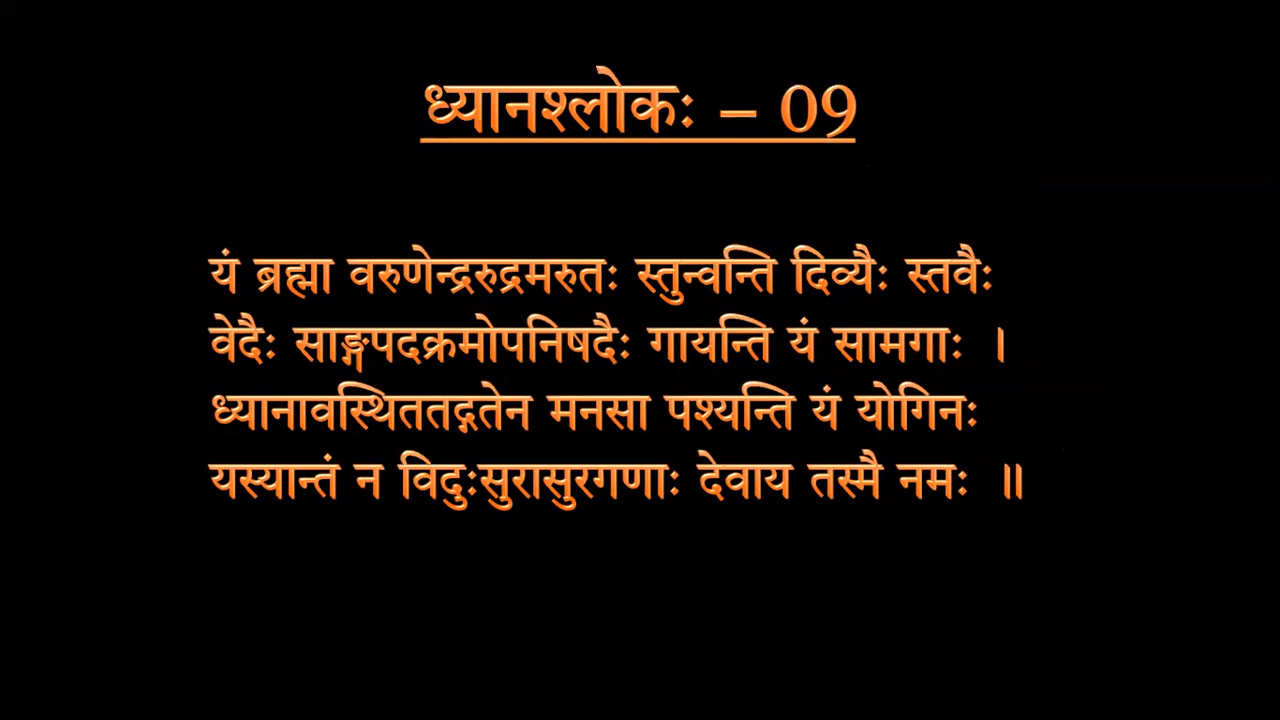 ध्यानश्लोकः – 09
यं ब्रह्मा वरुणेन्द्ररुद्रमरुतः स्तुन्वन्ति दिव्यैः स्तवैः
वेदैः साङ्गपदक्रमोपनिषदैः गायन्ति यं सामगाः ।
ध्यानावस्थिततद्गतेन मनसा पश्यन्ति यं योगिनः
यस्यान्तं न विदुःसुरासुरगणाः देवाय तस्मै नमः ॥